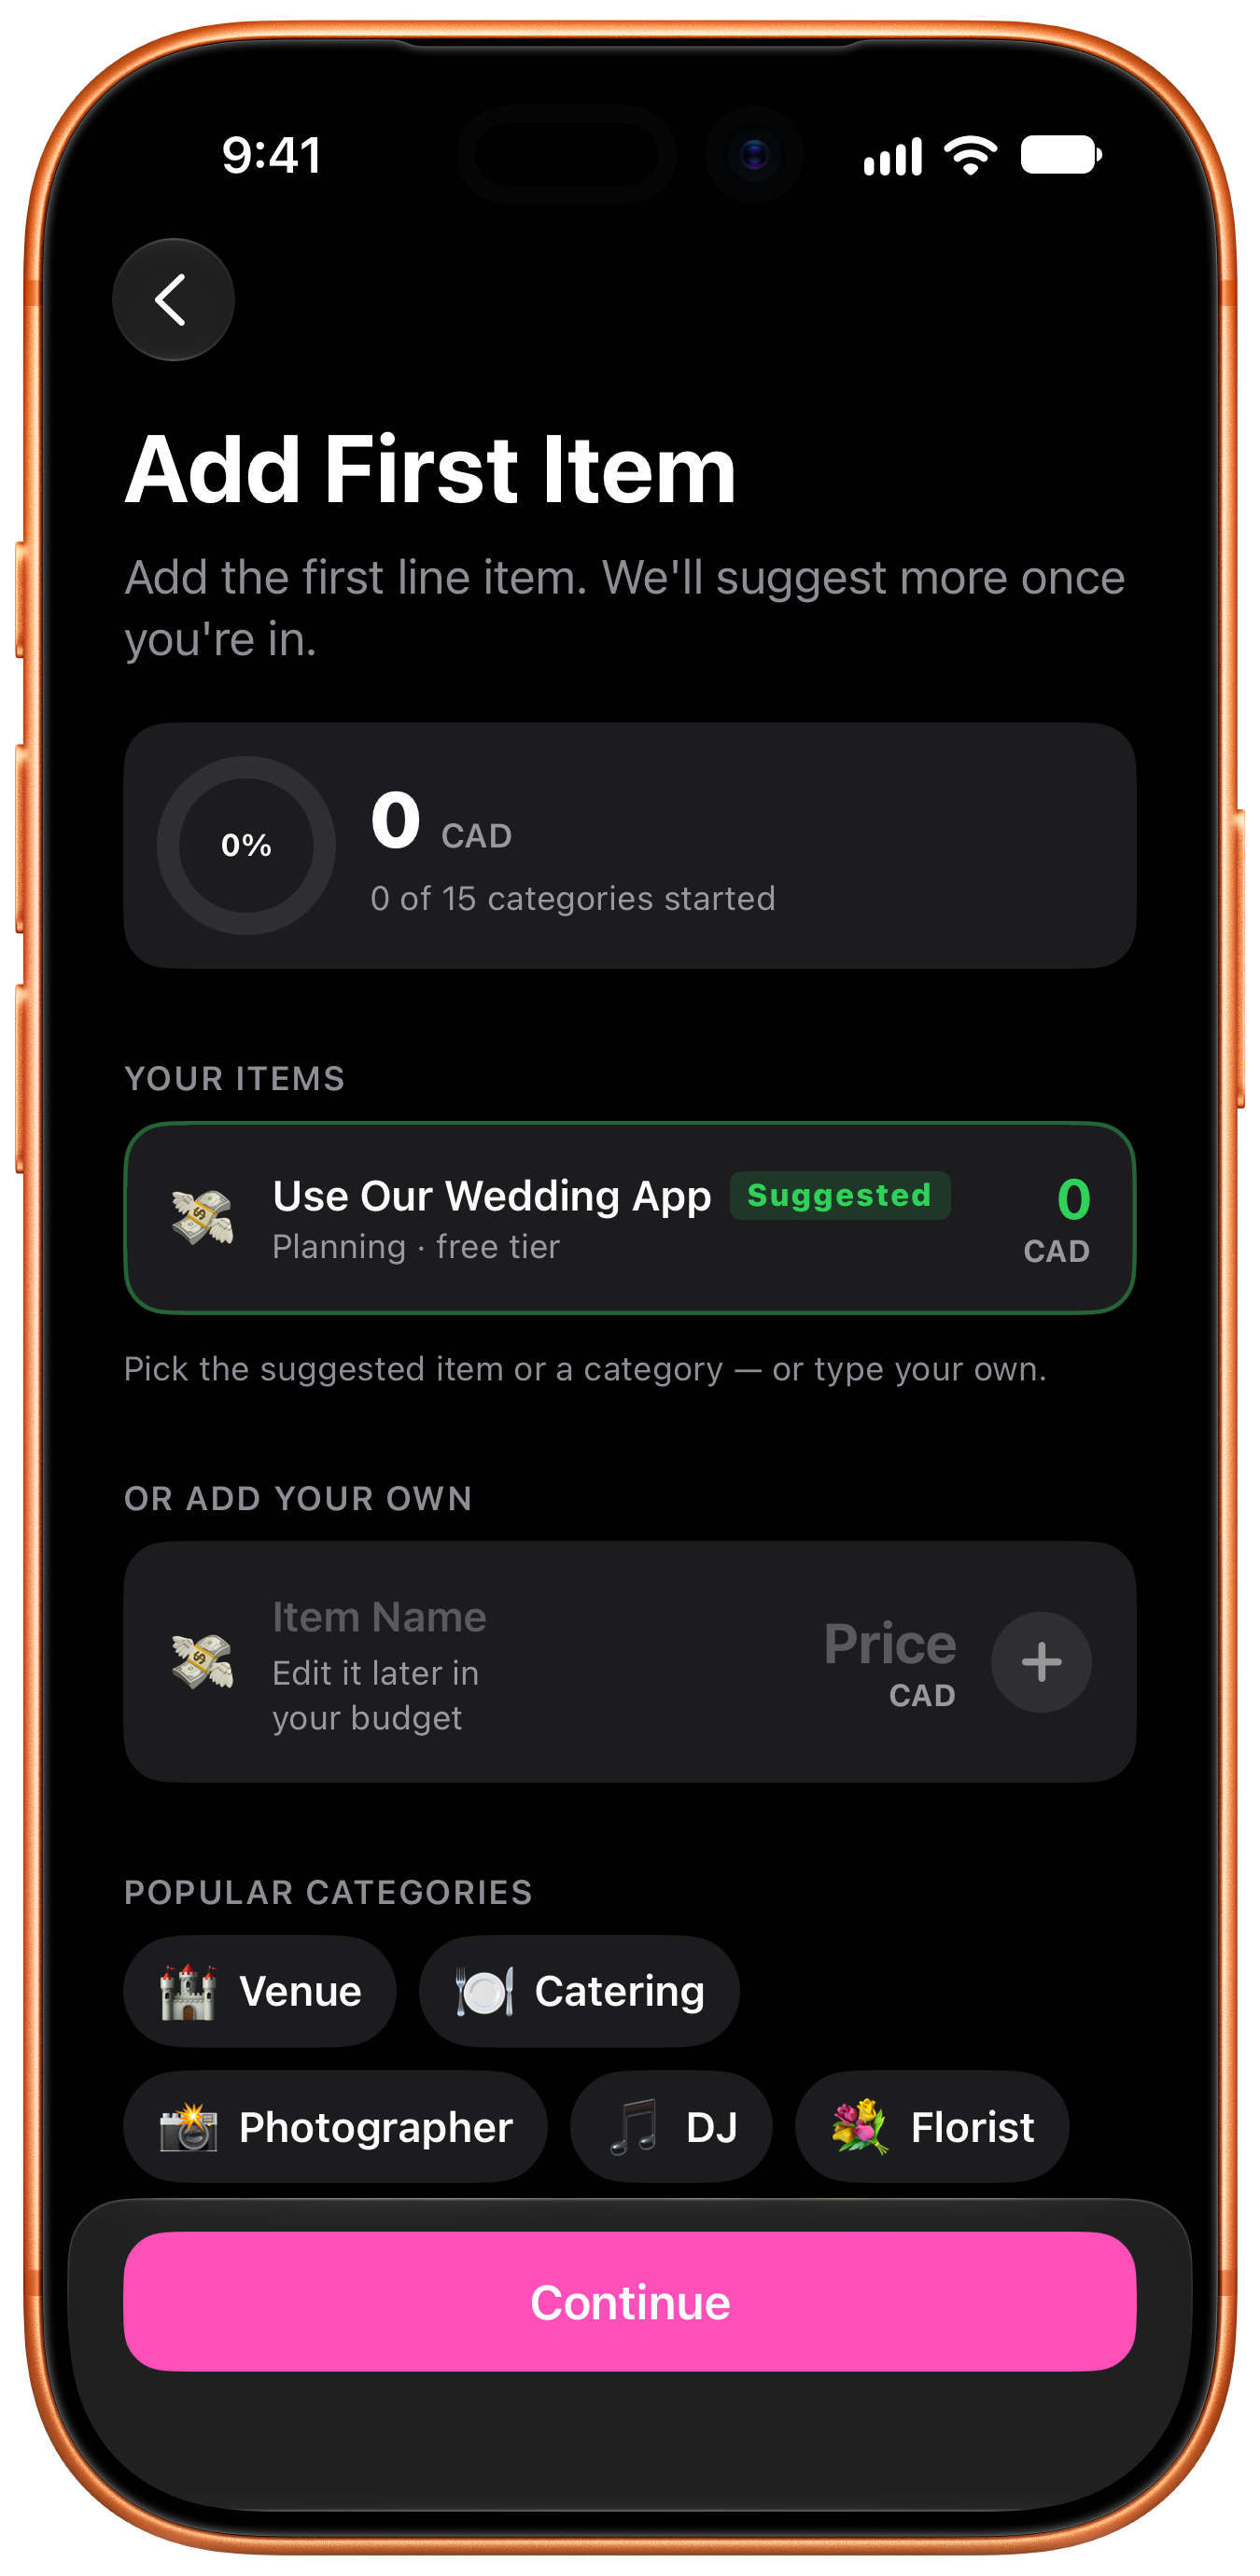 9:41
Add First Item
Add the first line item. We'll suggest more once
you're in.
0%
0 CAD
0 of 15 categories started
YOUR ITEMS
Use Our Wedding App Suggested 0
Planning · free tier CAD
Pick the suggested item or a category — or type your own.
OR ADD YOUR OWN
Item Name
Edit it later in
your budget
Price
CAD
POPULAR CATEGORIES
Venue Catering
Photographer DJ Florist
Continue